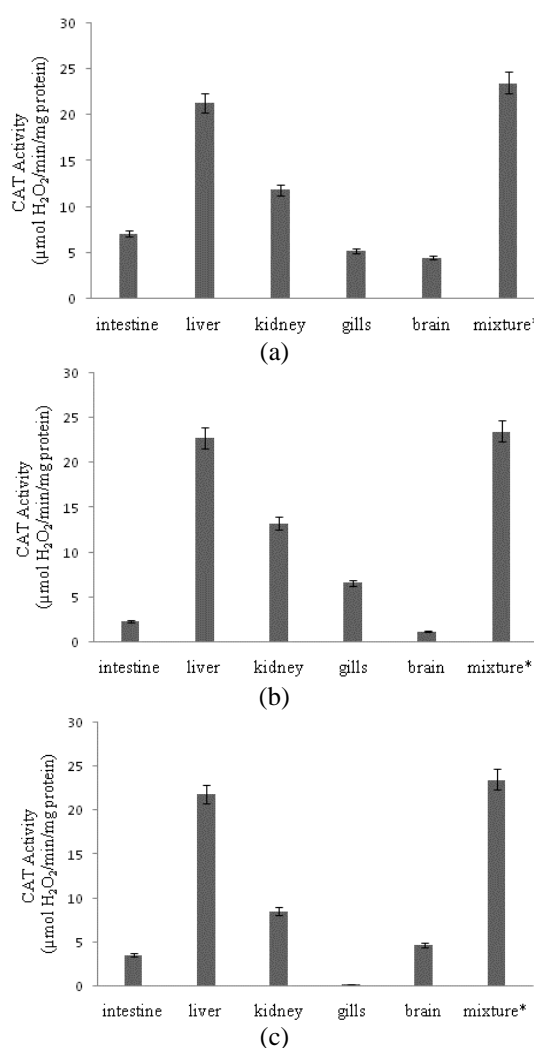 30
25
20
15
10
5
0
CAT Activity
(µmol H₂O₂/min/mg protein)
intestine liver kidney gills brain mixture*
(a)
30
25
20
15
10
5
0
CAT Activity
(µmol H₂O₂/min/mg protein)
intestine liver kidney gills brain mixture*
(b)
30
25
20
15
10
5
0
CAT Activity
(µmol H₂O₂/min/mg protein)
intestine liver kidney gills brain mixture*
(c)